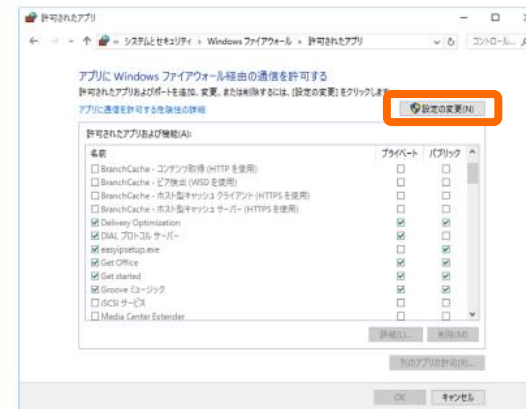 許可されたアプリ
« システムとセキュリティ › Windows ファイアウォール › 許可されたアプリ
コントロール...
アプリに Windows ファイアウォール経由の通信を許可する
許可されたアプリおよびポートを追加、変更、または削除するには、[設定の変更] をクリックします。
アプリに通信を許可する危険性の詳細
設定の変更(N)
許可されたアプリおよび機能(A):
名前 プライベート パブリック
BranchCache - コンテンツ取得 (HTTP を使用)
BranchCache - ピア検出 (WSD を使用)
BranchCache - ホスト型キャッシュ クライアント (HTTPS を使用)
BranchCache - ホスト型キャッシュ サーバー (HTTPS を使用)
Delivery Optimization
DIAL プロトコル サーバー
easyipsetup.exe
Get Office
Get started
Groove ミュージック
iSCSI サービス
Media Center Extender
詳細(L)... 削除(M)
別のアプリの許可(R)...
OK キャンセル